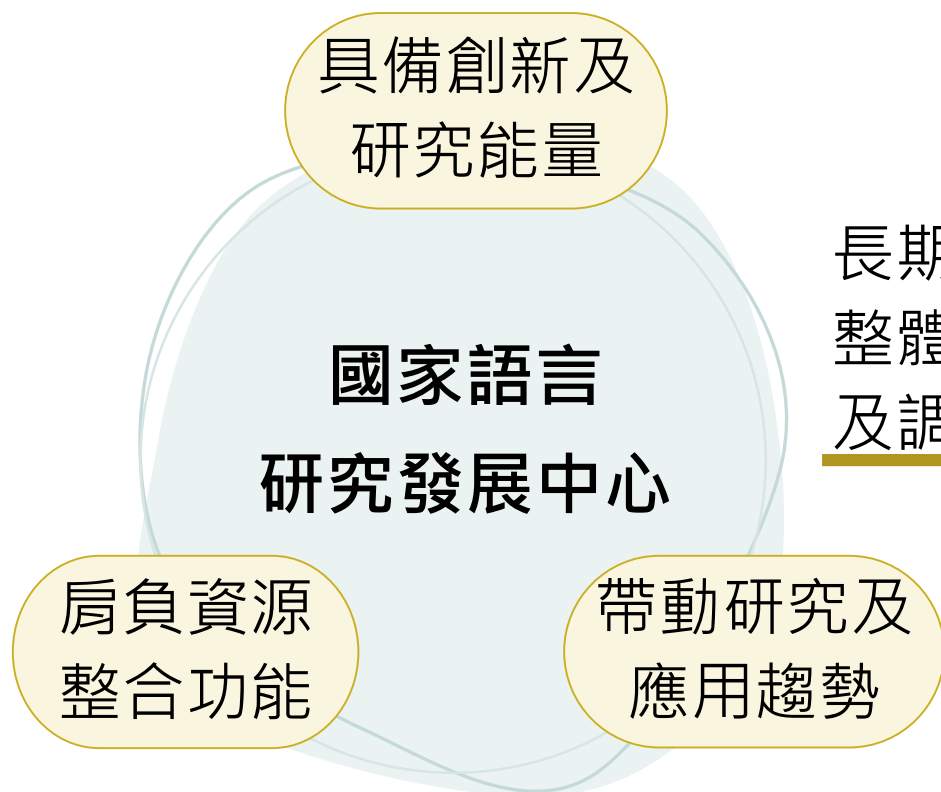 具備創新及
研究能量
國家語言
研究發展中心
肩負資源
整合功能
帶動研究及
應用趨勢
長期
整體
及調